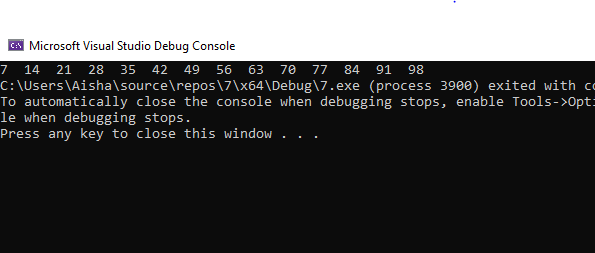 C:\ Microsoft Visual Studio Debug Console
7 14 21 28 35 42 49 56 63 70 77 84 91 98
C:\Users\Aisha\source\repos\7\x64\Debug\7.exe (process 3900) exited with co
To automatically close the console when debugging stops, enable Tools->Opti
le when debugging stops.
Press any key to close this window . . .